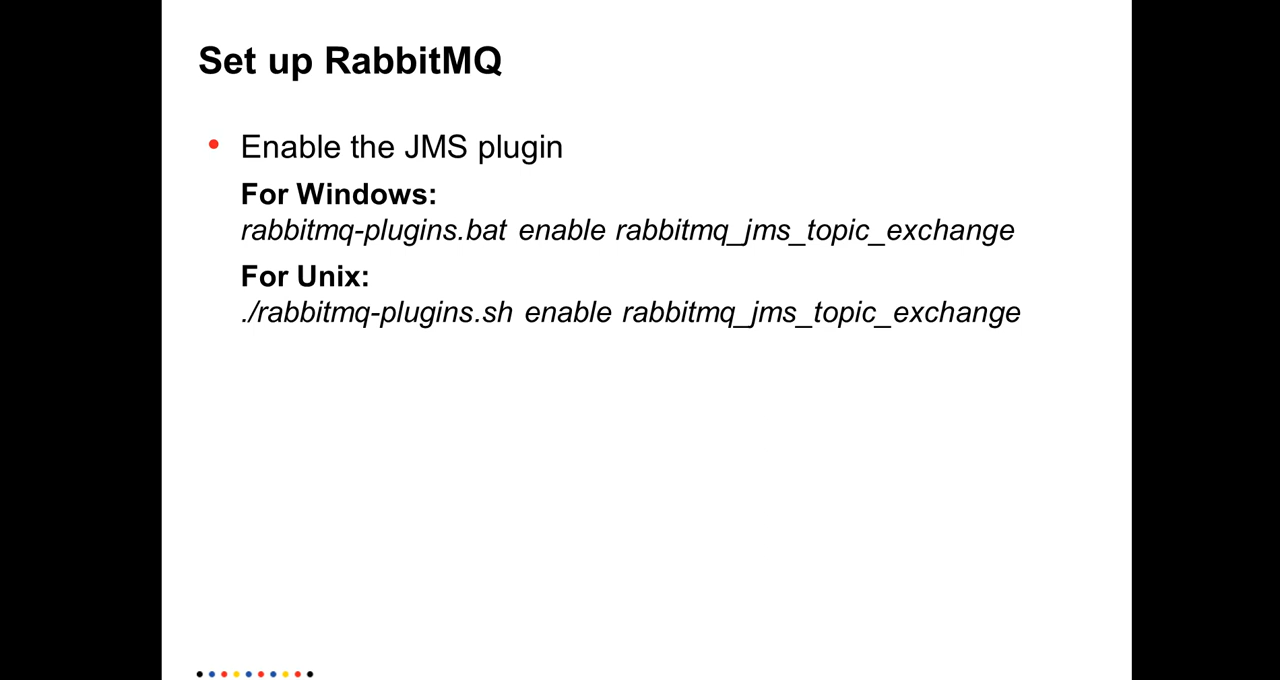 Set up RabbitMQ
• Enable the JMS plugin
For Windows:
rabbitmq-plugins.bat enable rabbitmq_jms_topic_exchange
For Unix:
./rabbitmq-plugins.sh enable rabbitmq_jms_topic_exchange